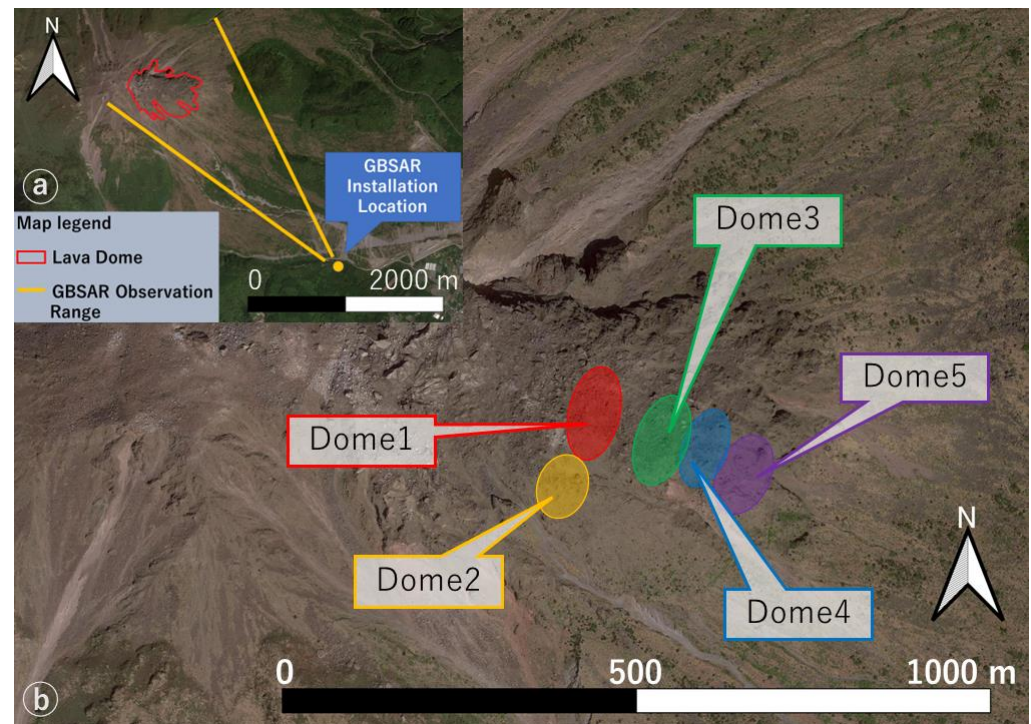 N
GBSAR
Installation
Location
ⓐ
Map legend
Lava Dome
GBSAR Observation
Range
0 2000 m
Dome3
Dome5
Dome1
Dome2
Dome4
N
0 500 1000 m
ⓑ